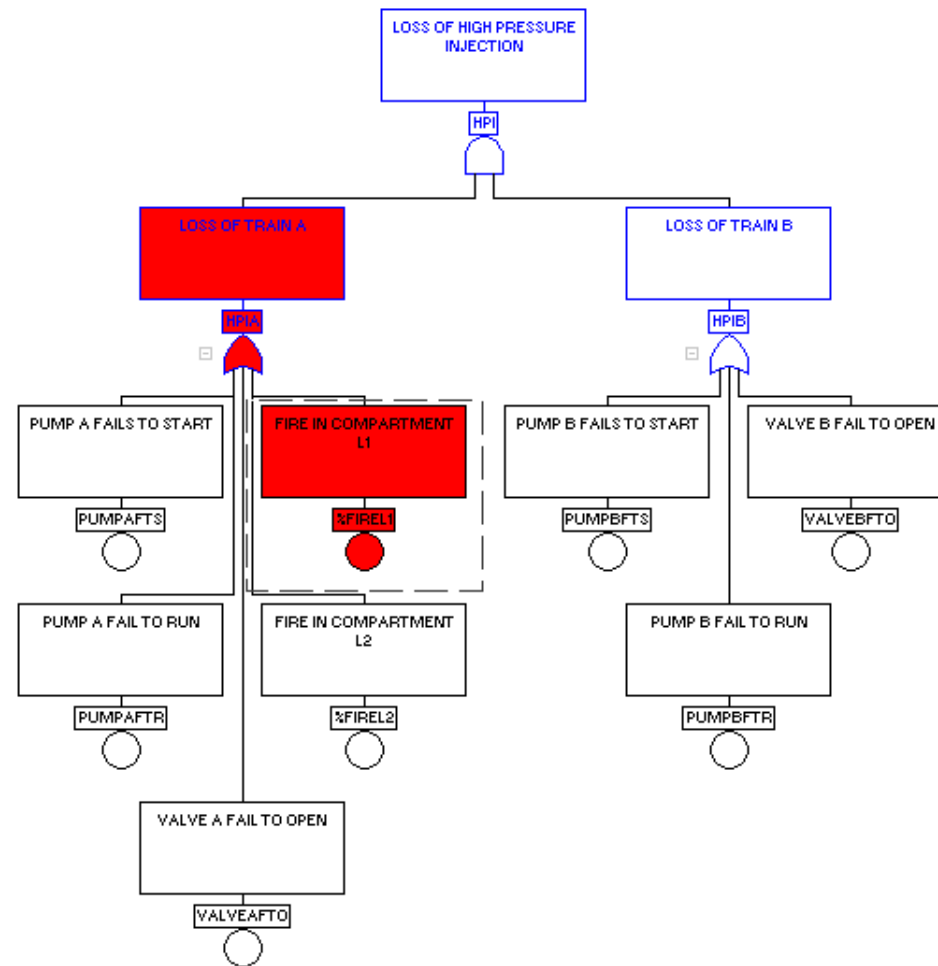 LOSS OF HIGH PRESSURE
INJECTION
HPI
LOSS OF TRAIN A
LOSS OF TRAIN B
HPIA
HPIB
PUMP A FAILS TO START
FIRE IN COMPARTMENT
L1
PUMP B FAILS TO START
VALVE B FAIL TO OPEN
PUMPAFTS
%FIREL1
PUMPBFTS
VALVEBFTO
PUMP A FAIL TO RUN
FIRE IN COMPARTMENT
L2
PUMP B FAIL TO RUN
PUMPAFTR
%FIREL2
PUMPBFTR
VALVE A FAIL TO OPEN
VALVEAFTO